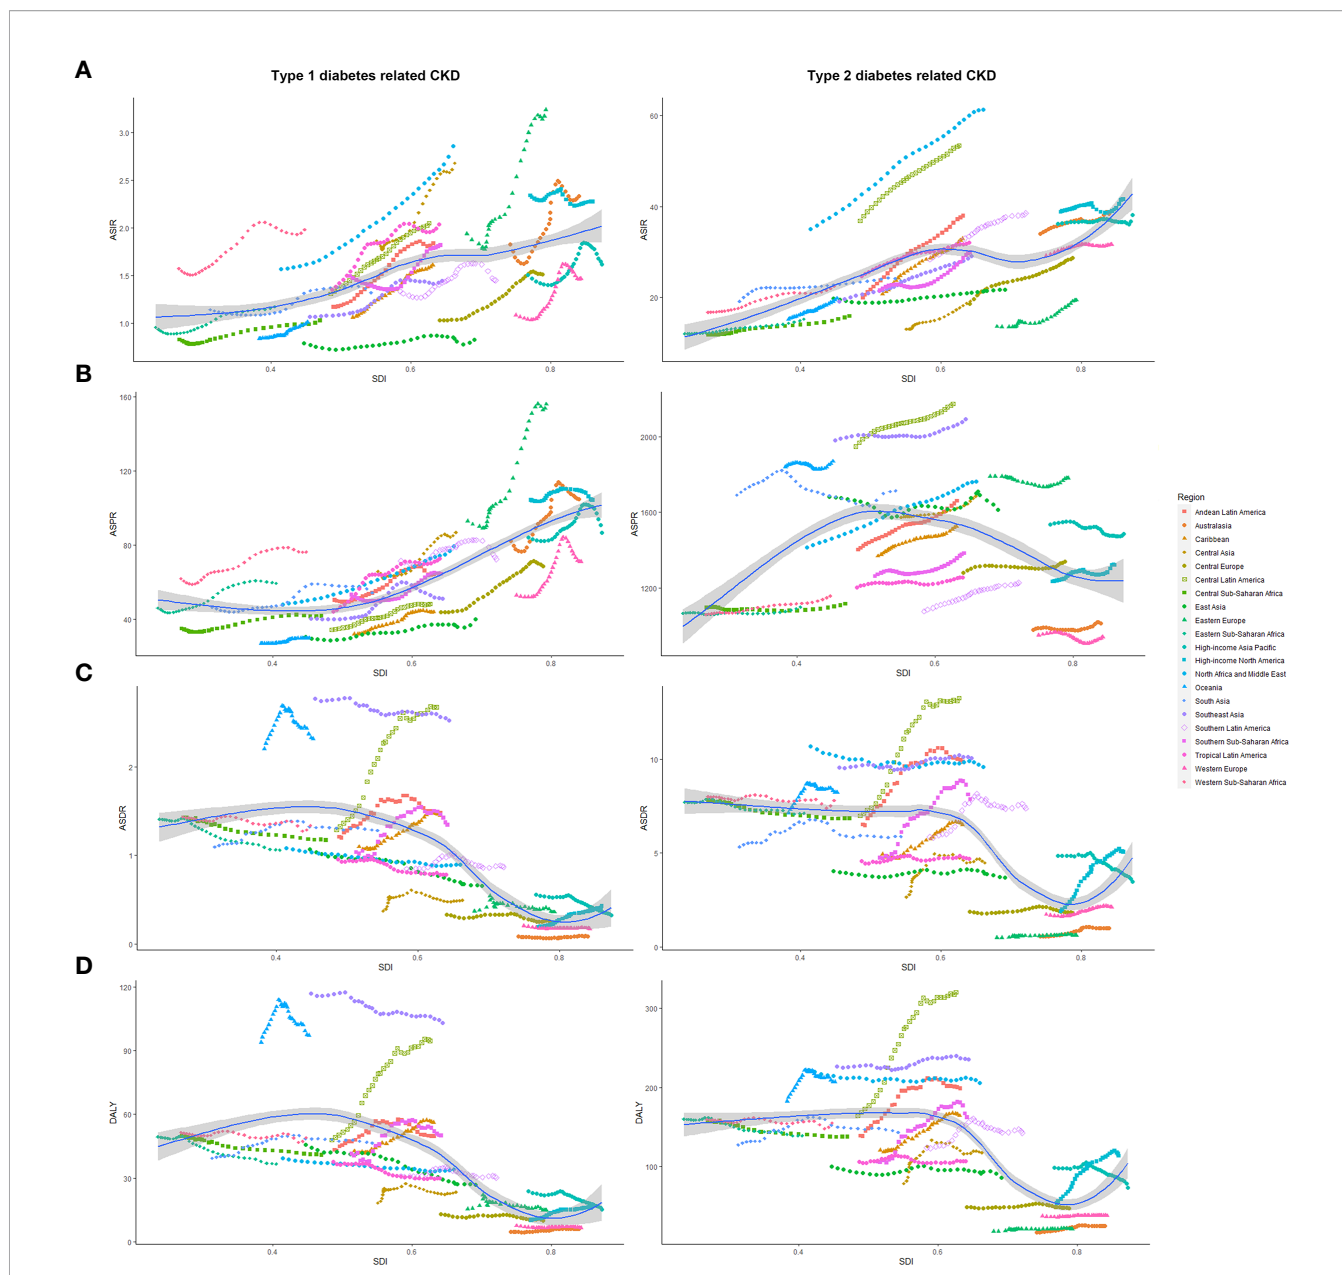 A
Type 1 diabetes related CKD
Type 2 diabetes related CKD
ASIR
3.0
2.5
2.0
1.5
1.0
0.4
0.6
0.8
SDI
ASIR
60
40
20
0.4
0.6
0.8
SDI
B
ASPR
160
120
80
40
0.4
0.6
0.8
SDI
ASPR
2000
1600
1200
0.4
0.6
0.8
SDI
C
ASDR
2
1
0
0.4
0.6
0.8
SDI
ASDR
10
5
0
0.4
0.6
0.8
SDI
D
DALY
120
90
60
30
0
0.4
0.6
0.8
SDI
DALY
300
200
100
0.4
0.6
0.8
SDI
Region
Andean Latin America
Australasia
Caribbean
Central Asia
Central Europe
Central Latin America
Central Sub-Saharan Africa
East Asia
Eastern Europe
Eastern Sub-Saharan Africa
High-income Asia Pacific
High-income North America
North Africa and Middle East
Oceania
South Asia
Southeast Asia
Southern Latin America
Southern Sub-Saharan Africa
Tropical Latin America
Western Europe
Western Sub-Saharan Africa